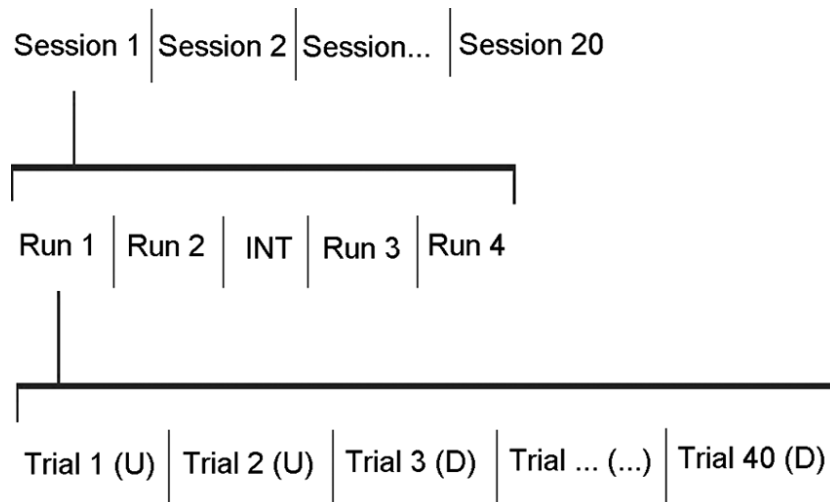 Session 1 Session 2 Session... Session 20
Run 1 Run 2 INT Run 3 Run 4
Trial 1 (U) Trial 2 (U) Trial 3 (D) Trial ... (...) Trial 40 (D)